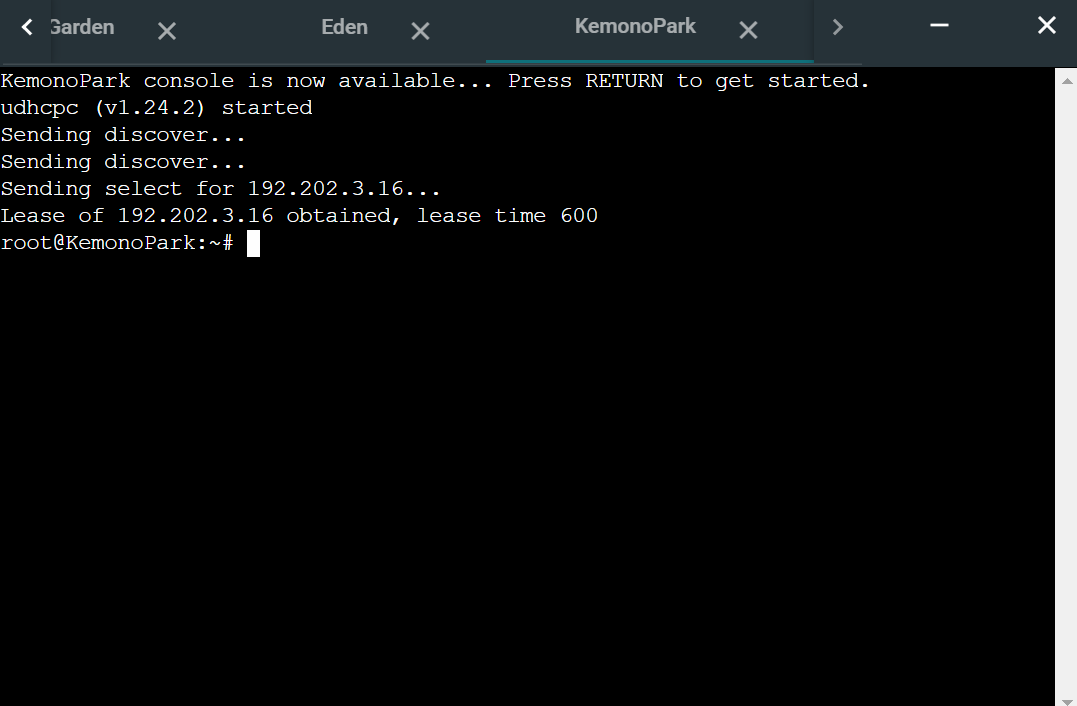 Garden Eden KemonoPark
KemonoPark console is now available... Press RETURN to get started.
udhcpc (v1.24.2) started
Sending discover...
Sending discover...
Sending select for 192.202.3.16...
Lease of 192.202.3.16 obtained, lease time 600
root@KemonoPark:~#